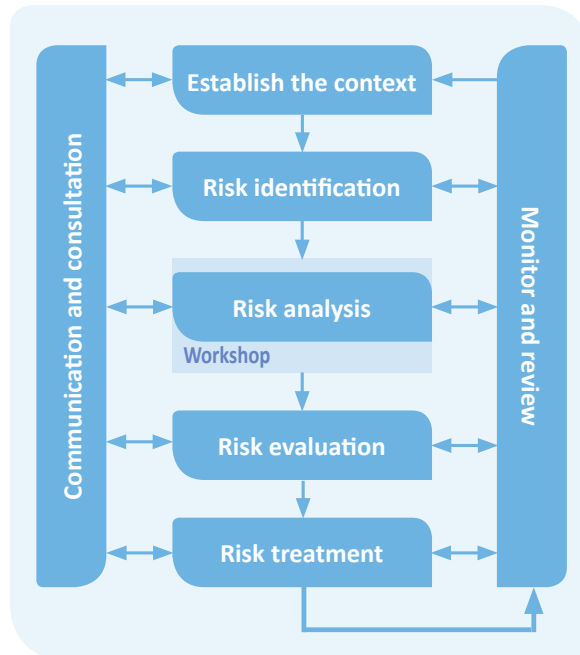 Communication and consultation
Establish the context
Risk identification
Risk analysis
Workshop
Risk evaluation
Risk treatment
Monitor and review